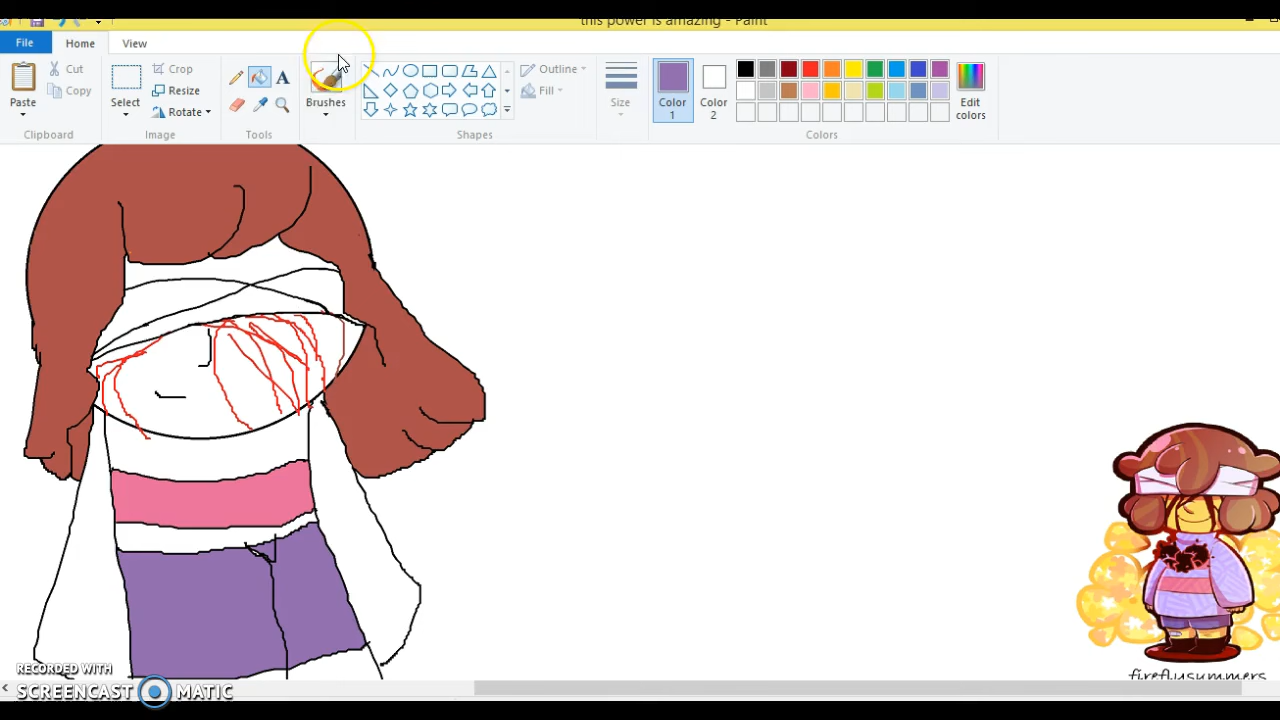 this power is amazing - Paint
File Home View
Paste Cut Copy
Clipboard
Select Crop Resize Rotate
Image
A
Tools
Brushes
Outline Fill
Shapes
Size
Color 1 Color 2
Edit colors
Colors
RECORDED WITH
SCREENCAST MATIC
fireflysummers